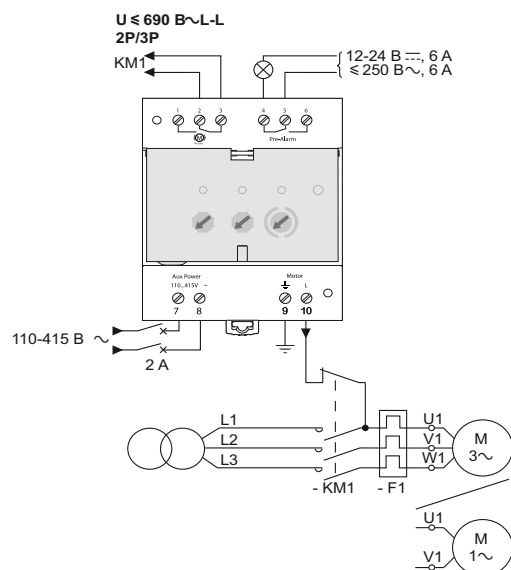 U ≤ 690 В∼L-L
2P/3P
KM1
12-24 В ⎓, 6 A
≤ 250 В∼, 6 A
1 2 3 4 5 6
M
Pre-Alarm
Aux Power
110...415V ~
Motor
L
7 8 9 10
110-415 В ∼
2 A
L1
L2
L3
- KM1
- F1
U1
V1
W1
M
3∼
U1
V1
M
1∼